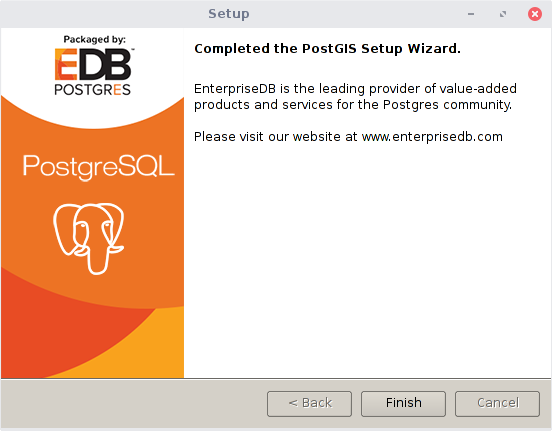 Setup
Packaged by:
EDB™
POSTGRES
PostgreSQL
Completed the PostGIS Setup Wizard.
EnterpriseDB is the leading provider of value-added
products and services for the Postgres community.
Please visit our website at www.enterprisedb.com
< Back
Finish
Cancel